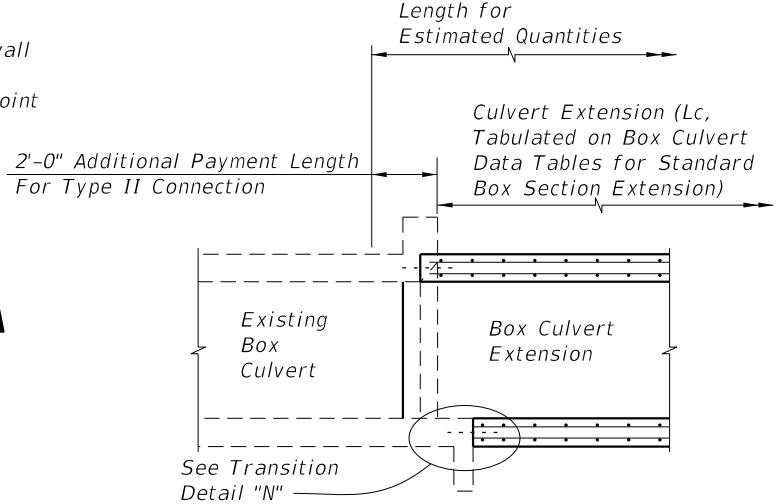 Length for
Estimated Quantities
Culvert Extension (Lc,
Tabulated on Box Culvert
Data Tables for Standard
Box Section Extension)
2'-0" Additional Payment Length
For Type II Connection
Existing
Box
Culvert
Box Culvert
Extension
See Transition
Detail "N"